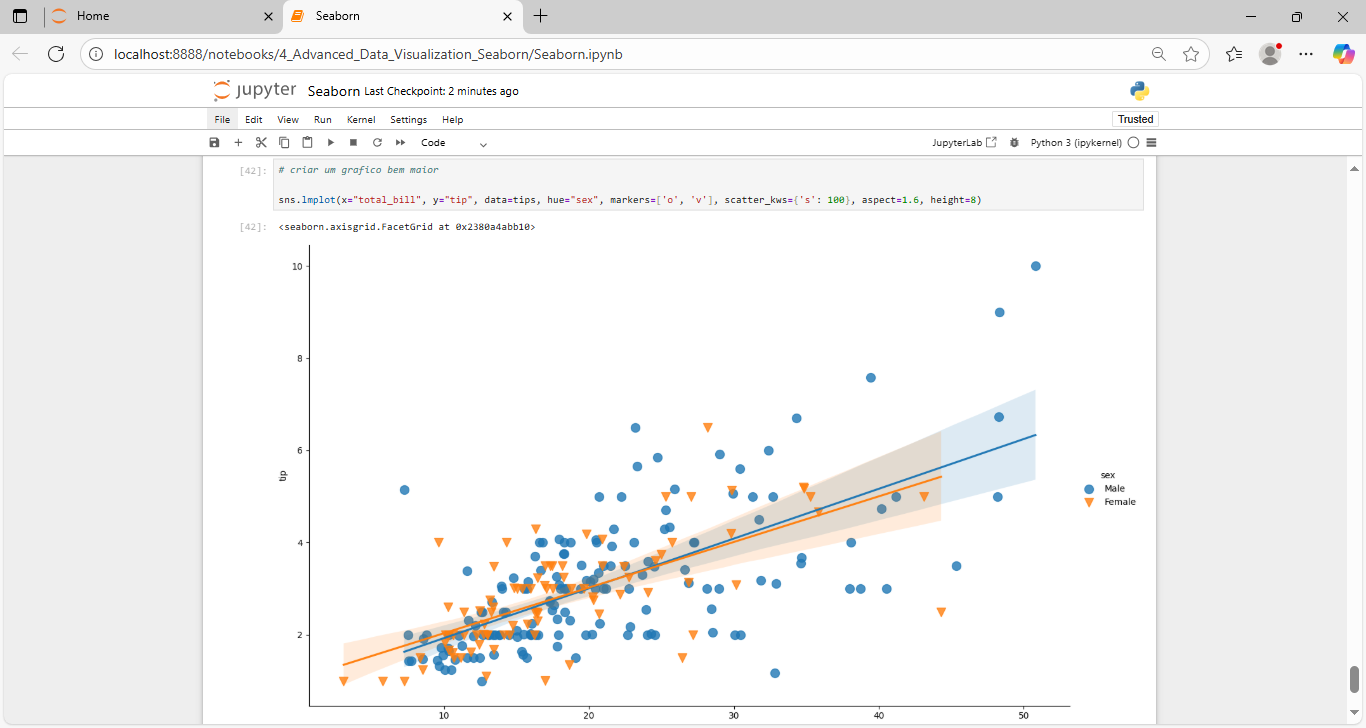 Home
Seaborn
localhost:8888/notebooks/4_Advanced_Data_Visualization_Seaborn/Seaborn.ipynb
jupyter Seaborn Last Checkpoint: 2 minutes ago
File Edit View Run Kernel Settings Help
Trusted
Code
JupyterLab
Python 3 (ipykernel)
[42]: # criar um grafico bem maior
sns.lmplot(x="total_bill", y="tip", data=tips, hue="sex", markers=['o', 'v'], scatter_kws={'s': 100}, aspect=1.6, height=8)
[42]: <seaborn.axisgrid.FacetGrid at 0x2380a4abb10>
10
8
6
4
2
tip
sex
Male
Female
10 20 30 40 50